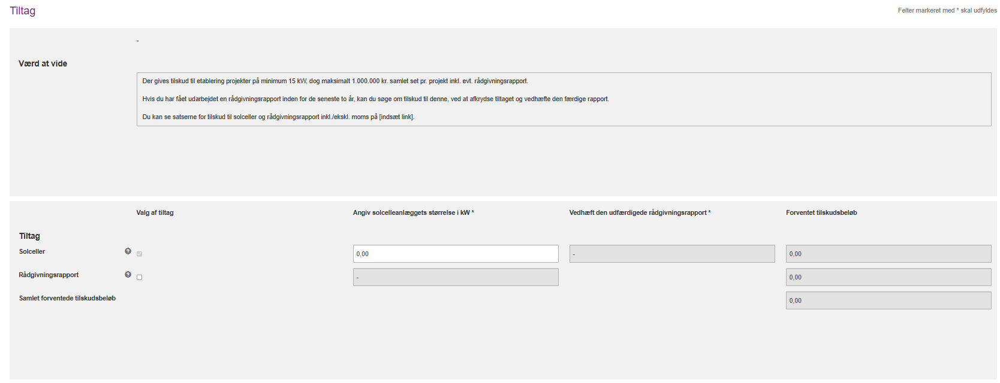 Tiltag
Felter markeret med * skal udfyldes
-
Værd at vide
Der gives tilskud til etablering projekter på minimum 15 kW, dog maksimalt 1.000.000 kr. samlet set pr. projekt inkl. evt. rådgivningsrapport.
Hvis du har fået udarbejdet en rådgivningsrapport inden for de seneste to år, kan du søge om tilskud til denne, ved at afkrydse tiltaget og vedhæfte den færdige rapport.
Du kan se satserne for tilskud til solceller og rådgivningsrapport inkl./ekskl. moms på [indsæt link].
Valg af tiltag
Angiv solcelleanlæggets størrelse i kW *
Vedhæft den udfærdigede rådgivningsrapport *
Forventet tilskudsbeløb
Tiltag
Solceller
0,00
-
0,00
Rådgivningsrapport
-
0,00
Samlet forventede tilskudsbeløb
0,00